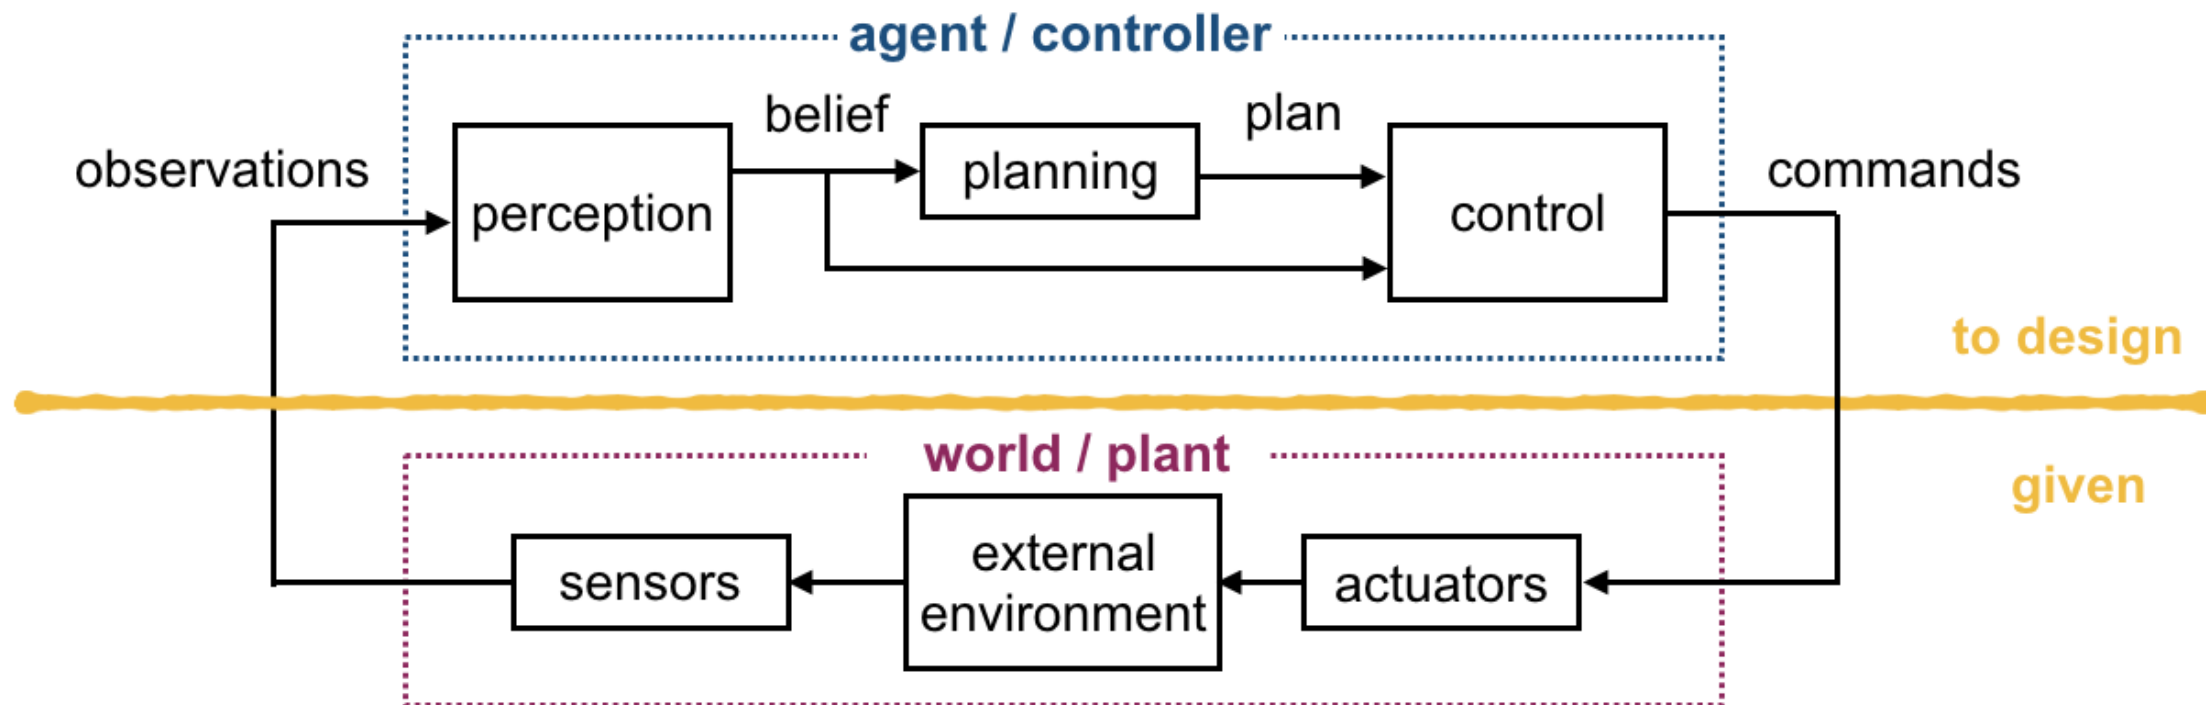 agent / controller
belief
plan
observations
perception
planning
control
commands
to design
world / plant
given
sensors
external
environment
actuators